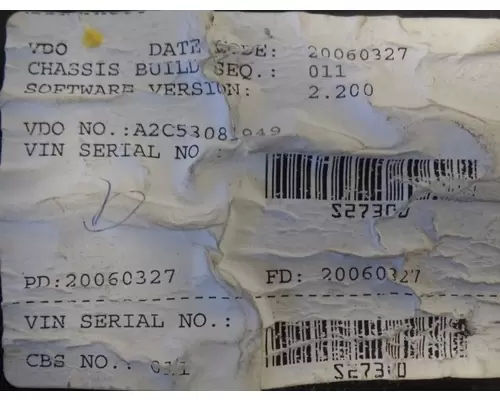 VDO DATE CODE: 20060327
CHASSIS BUILD SEQ.: 011
SOFTWARE VERSION: 2.200
VDO NO.:A2C53081949
VIN SERIAL NO
PD:20060327 FD: 20060327
VIN SERIAL NO.:
CBS NO.: 011